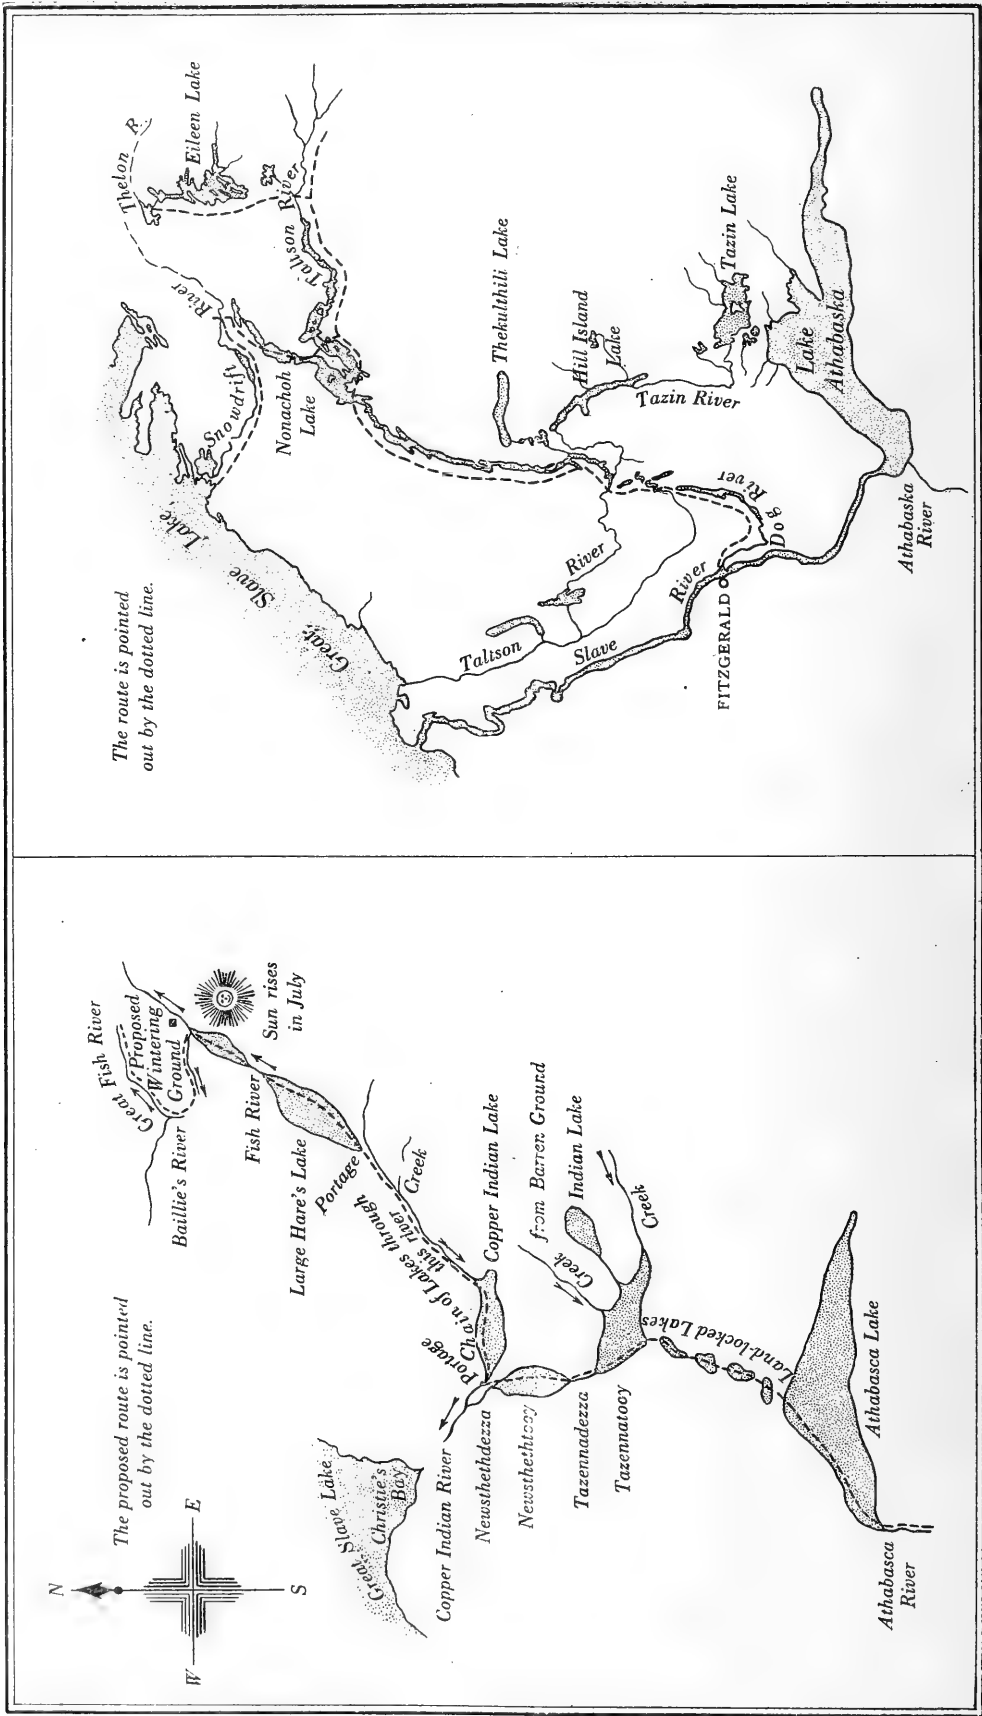 The proposed route is pointed
out by the dotted line.
N
W
E
S
Great Fish River
Proposed
Wintering
Ground
Baillie's River
Sun rises
in July
Fish River
Large Hare's Lake
Portage
Creek
Chain of Lakes through
this river
Portage
Copper Indian Lake
from Barren Ground
Creek
Indian Lake
Creek
Great Slave Lake
Christie's
Bay
Copper Indian River
Newsthethdezza
Newsthethtooy
Tazennadezza
Tazennatooy
Land-locked Lakes
Athabasca Lake
Athabasca
River
The route is pointed
out by the dotted line.
Thelon R.
Eileen Lake
River
Taltson River
Snowdrift
Nonachoh
Lake
Great Slave Lake
Thekulthili Lake
Hill Island
Lake
Tazin Lake
Tazin River
Taltson River
Slave River
Dog River
FITZGERALD
Lake
Athabaska
Athabaska
River